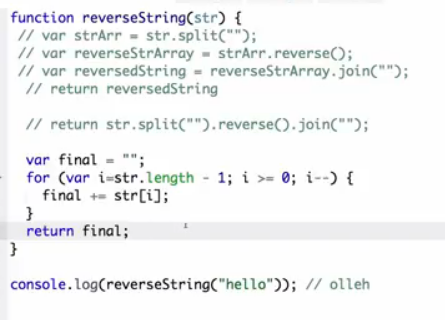 function reverseString(str) {
// var strArr = str.split("");
// var reverseStrArray = strArr.reverse();
// var reversedString = reverseStrArray.join("");
// return reversedString
// return str.split("").reverse().join("");
var final = "";
for (var i=str.length - 1; i >= 0; i--) {
final += str[i];
}
return final;
}
console.log(reverseString("hello")); // olleh